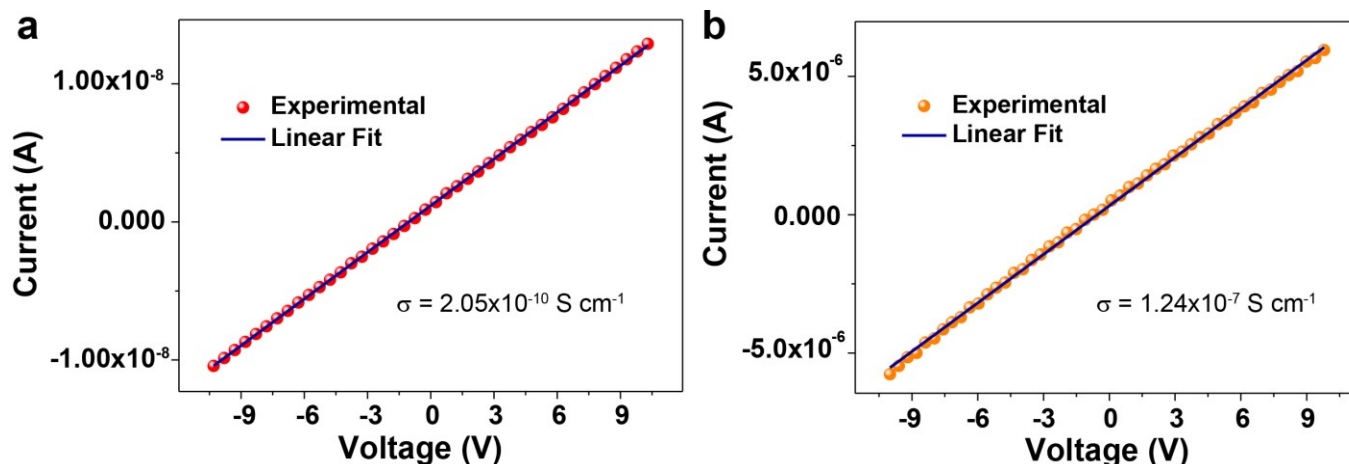 a
Current (A)
1.00x10⁻⁸
0.000
-1.00x10⁻⁸
Experimental
Linear Fit
σ = 2.05x10⁻¹⁰ S cm⁻¹
-9 -6 -3 0 3 6 9
Voltage (V)
b
Current (A)
5.0x10⁻⁶
0.000
-5.0x10⁻⁶
Experimental
Linear Fit
σ = 1.24x10⁻⁷ S cm⁻¹
-9 -6 -3 0 3 6 9
Voltage (V)